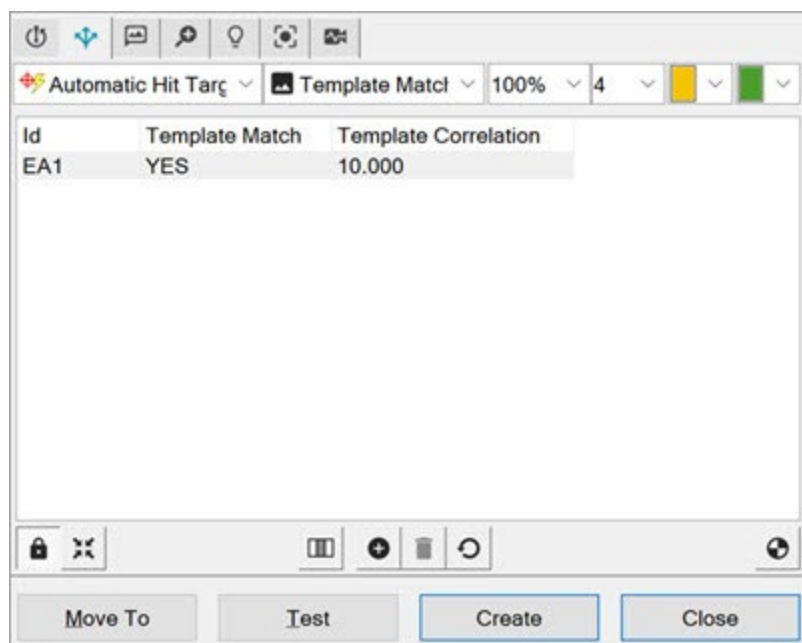 Automatic Hit Targ Template Matcl 100% 4
Id Template Match Template Correlation
EA1 YES 10.000
Move To Test Create Close